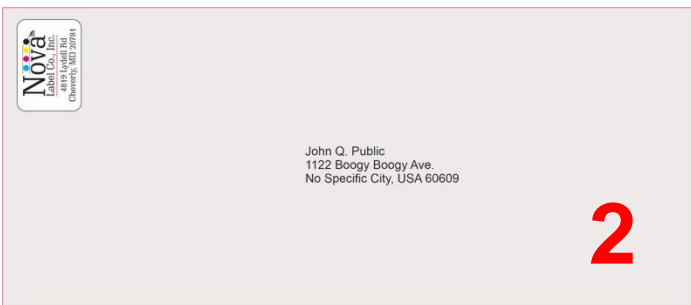 Nova
Label Co., Inc.
4819 Lydell Rd
Cheverly, MD 20781
John Q. Public
1122 Boogy Boogy Ave.
No Specific City, USA 60609
2